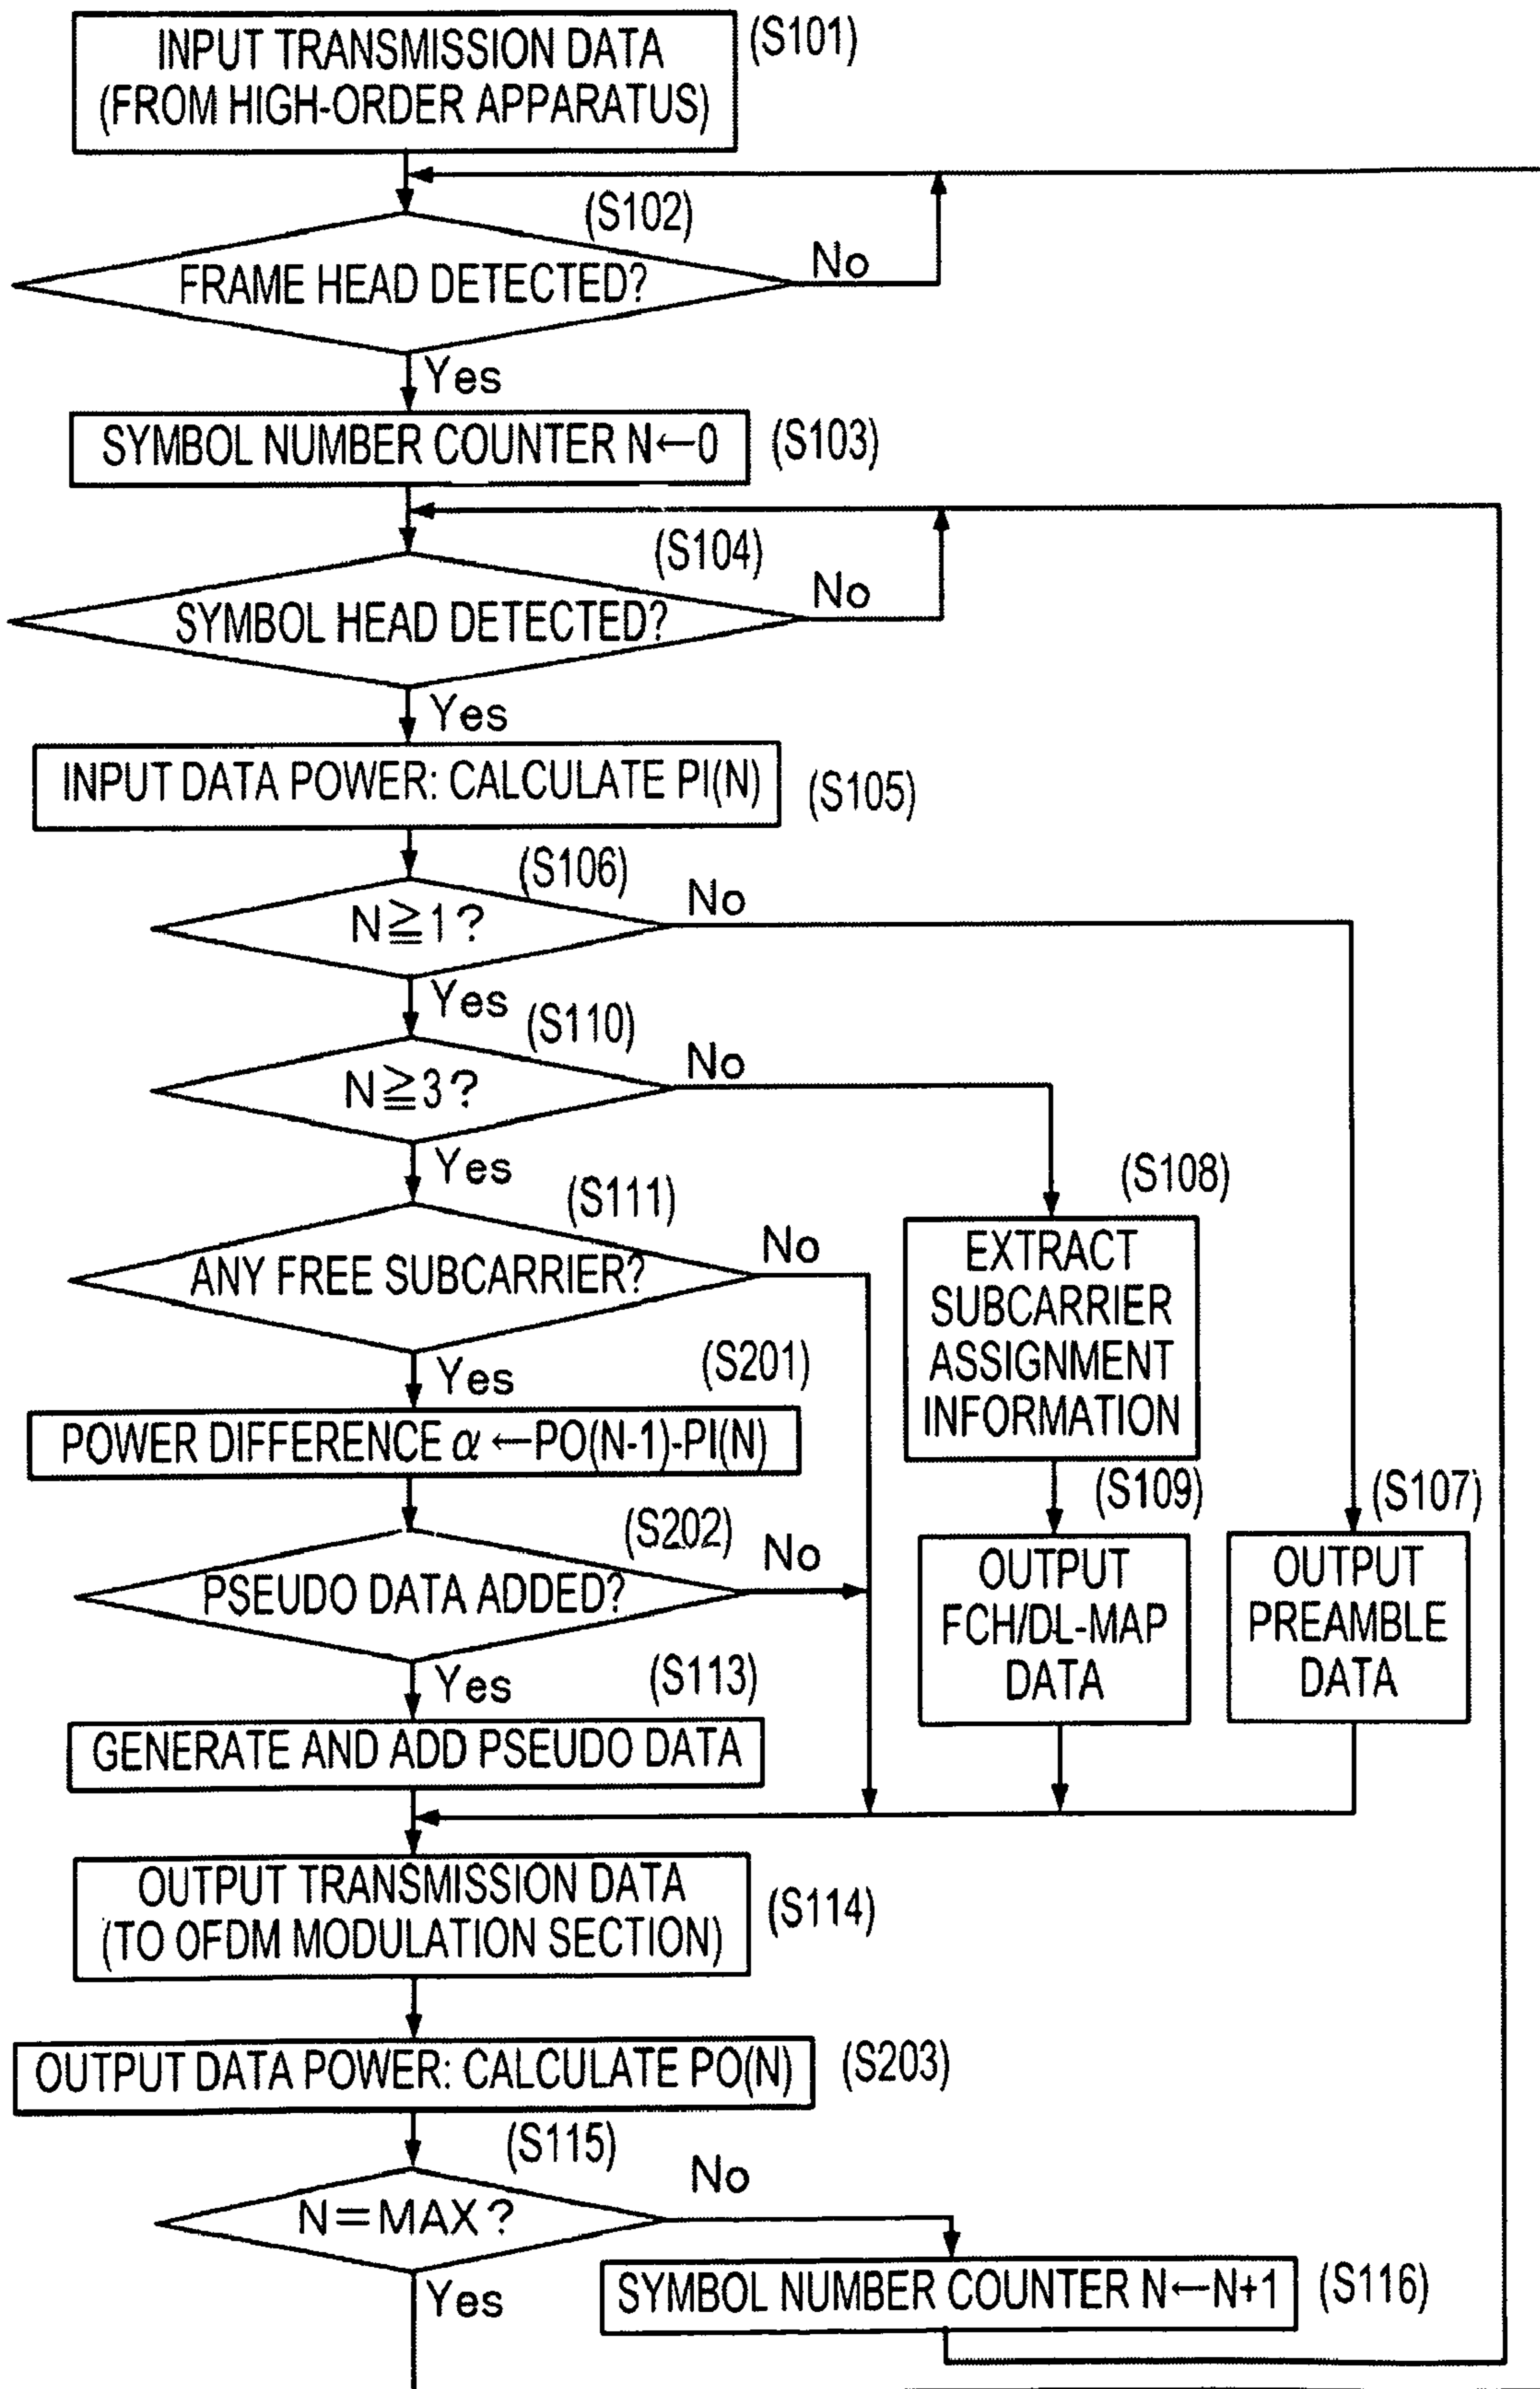 INPUT TRANSMISSION DATA
(FROM HIGH-ORDER APPARATUS)
(S101)
(S102)
FRAME HEAD DETECTED?
No
Yes
SYMBOL NUMBER COUNTER N←0
(S103)
(S104)
SYMBOL HEAD DETECTED?
No
Yes
INPUT DATA POWER: CALCULATE PI(N)
(S105)
(S106)
N≧1?
No
Yes
(S110)
N≧3?
No
Yes
(S111)
ANY FREE SUBCARRIER?
No
Yes
(S108)
EXTRACT
SUBCARRIER
ASSIGNMENT
INFORMATION
(S201)
POWER DIFFERENCE α←PO(N-1)-PI(N)
(S202)
PSEUDO DATA ADDED?
No
Yes
(S109)
OUTPUT
FCH/DL-MAP
DATA
(S107)
OUTPUT
PREAMBLE
DATA
(S113)
GENERATE AND ADD PSEUDO DATA
OUTPUT TRANSMISSION DATA
(TO OFDM MODULATION SECTION)
(S114)
OUTPUT DATA POWER: CALCULATE PO(N)
(S203)
(S115)
N=MAX?
No
Yes
SYMBOL NUMBER COUNTER N←N+1
(S116)